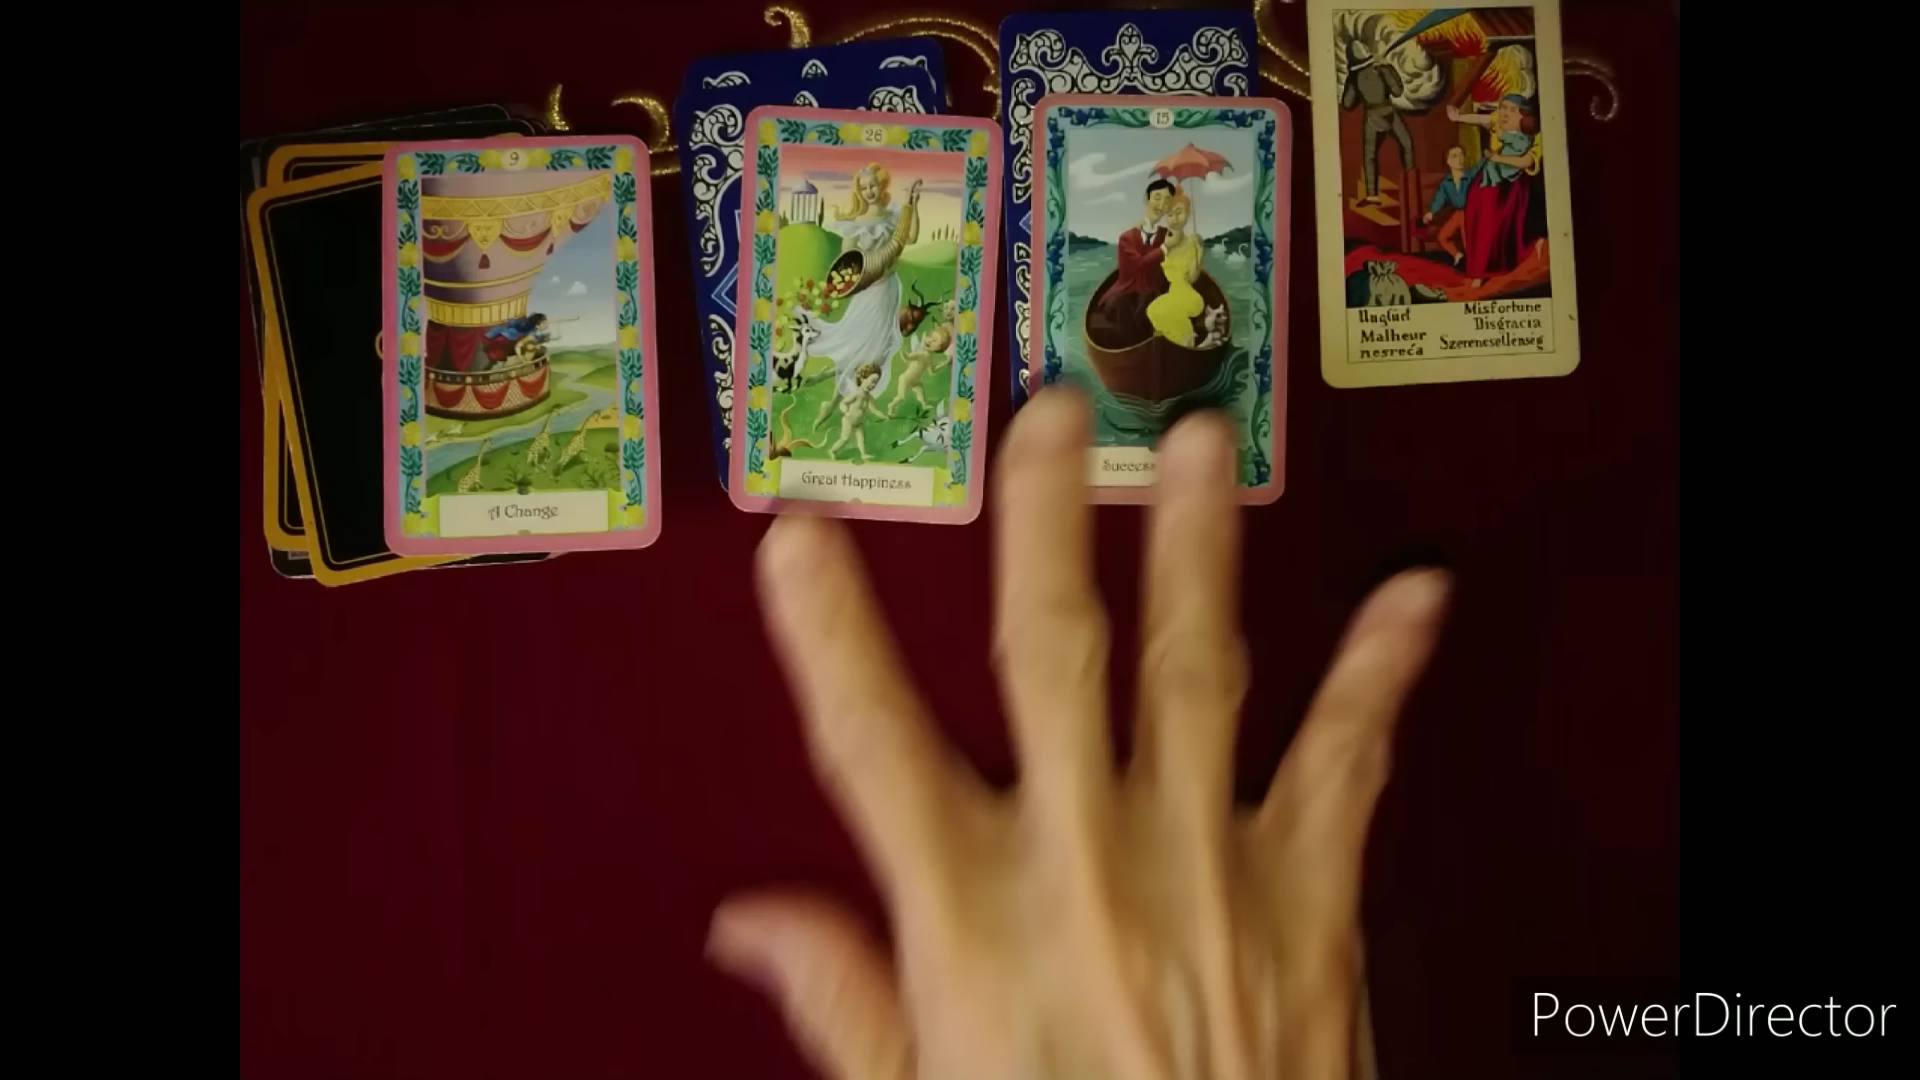 9
26
15
A Change
Great Happiness
Success
Unglück
Malheur
nesreća
Misfortune
Disgracia
Szerencsétlenség
PowerDirector